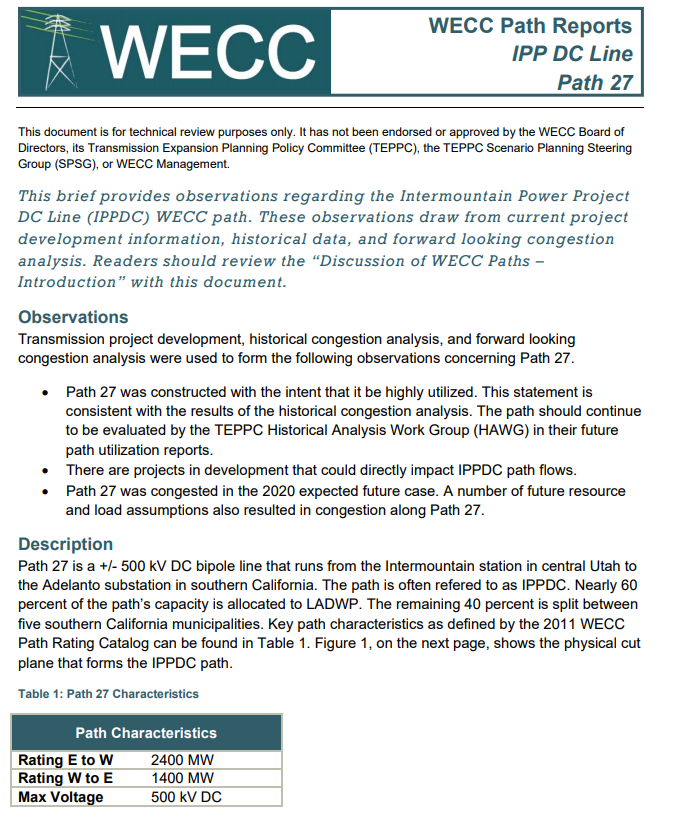 WECC
WECC Path Reports
IPP DC Line
Path 27
This document is for technical review purposes only. It has not been endorsed or approved by the WECC Board of
Directors, its Transmission Expansion Planning Policy Committee (TEPPC), the TEPPC Scenario Planning Steering
Group (SPSG), or WECC Management.
This brief provides observations regarding the Intermountain Power Project
DC Line (IPPDC) WECC path. These observations draw from current project
development information, historical data, and forward looking congestion
analysis. Readers should review the “Discussion of WECC Paths –
Introduction” with this document.
Observations
Transmission project development, historical congestion analysis, and forward looking
congestion analysis were used to form the following observations concerning Path 27.
• Path 27 was constructed with the intent that it be highly utilized. This statement is
consistent with the results of the historical congestion analysis. The path should continue
to be evaluated by the TEPPC Historical Analysis Work Group (HAWG) in their future
path utilization reports.
• There are projects in development that could directly impact IPPDC path flows.
• Path 27 was congested in the 2020 expected future case. A number of future resource
and load assumptions also resulted in congestion along Path 27.
Description
Path 27 is a +/- 500 kV DC bipole line that runs from the Intermountain station in central Utah to
the Adelanto substation in southern California. The path is often refered to as IPPDC. Nearly 60
percent of the path’s capacity is allocated to LADWP. The remaining 40 percent is split between
five southern California municipalities. Key path characteristics as defined by the 2011 WECC
Path Rating Catalog can be found in Table 1. Figure 1, on the next page, shows the physical cut
plane that forms the IPPDC path.
Table 1: Path 27 Characteristics
Path Characteristics
Rating E to W 2400 MW
Rating W to E 1400 MW
Max Voltage 500 kV DC